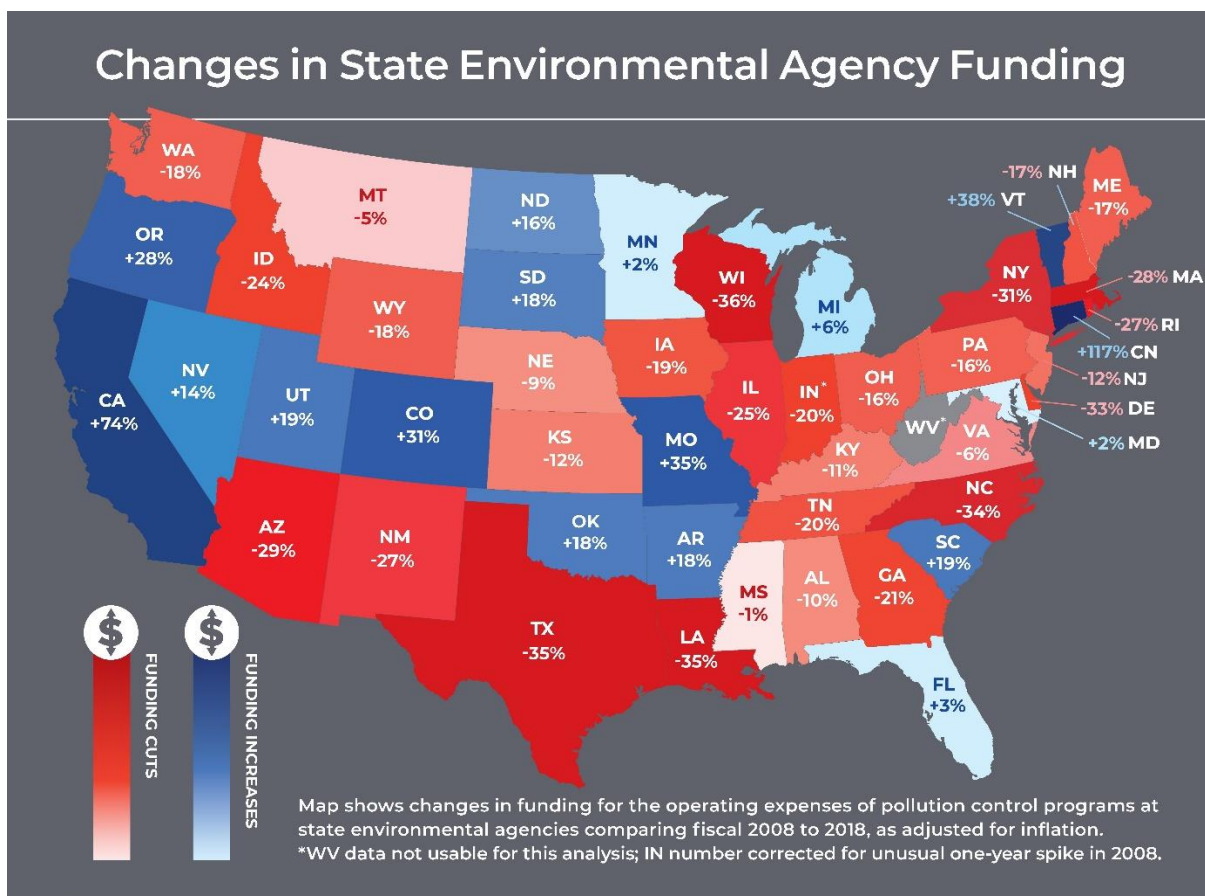 Changes in State Environmental Agency Funding
WA
-18%
MT
-5%
ND
+16%
MN
+2%
-17% NH
+38% VT
ME
-17%
OR
+28%
ID
-24%
WY
-18%
SD
+18%
WI
-36%
MI
+6%
NY
-31%
-28% MA
-27% RI
+117% CN
-12% NJ
-33% DE
+2% MD
CA
+74%
NV
+14%
UT
+19%
CO
+31%
NE
-9%
KS
-12%
IA
-19%
MO
+35%
IL
-25%
IN*
-20%
OH
-16%
PA
-16%
WV*
VA
-6%
KY
-11%
NC
-34%
TN
-20%
SC
+19%
AZ
-29%
NM
-27%
OK
+18%
AR
+18%
TX
-35%
LA
-35%
MS
-1%
AL
-10%
GA
-21%
FL
+3%
$
FUNDING CUTS
$
FUNDING INCREASES
Map shows changes in funding for the operating expenses of pollution control programs at
state environmental agencies comparing fiscal 2008 to 2018, as adjusted for inflation.
*WV data not usable for this analysis; IN number corrected for unusual one-year spike in 2008.